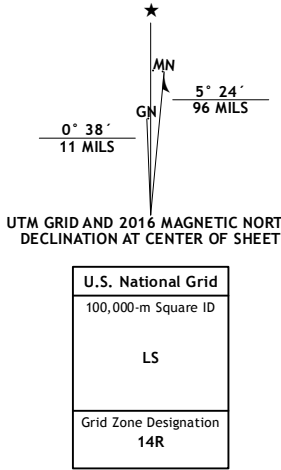 MN
5° 24´
96 MILS
GN
0° 38´
11 MILS
UTM GRID AND 2016 MAGNETIC NORT
DECLINATION AT CENTER OF SHEET
U.S. National Grid
100,000-m Square ID
LS
Grid Zone Designation
14R